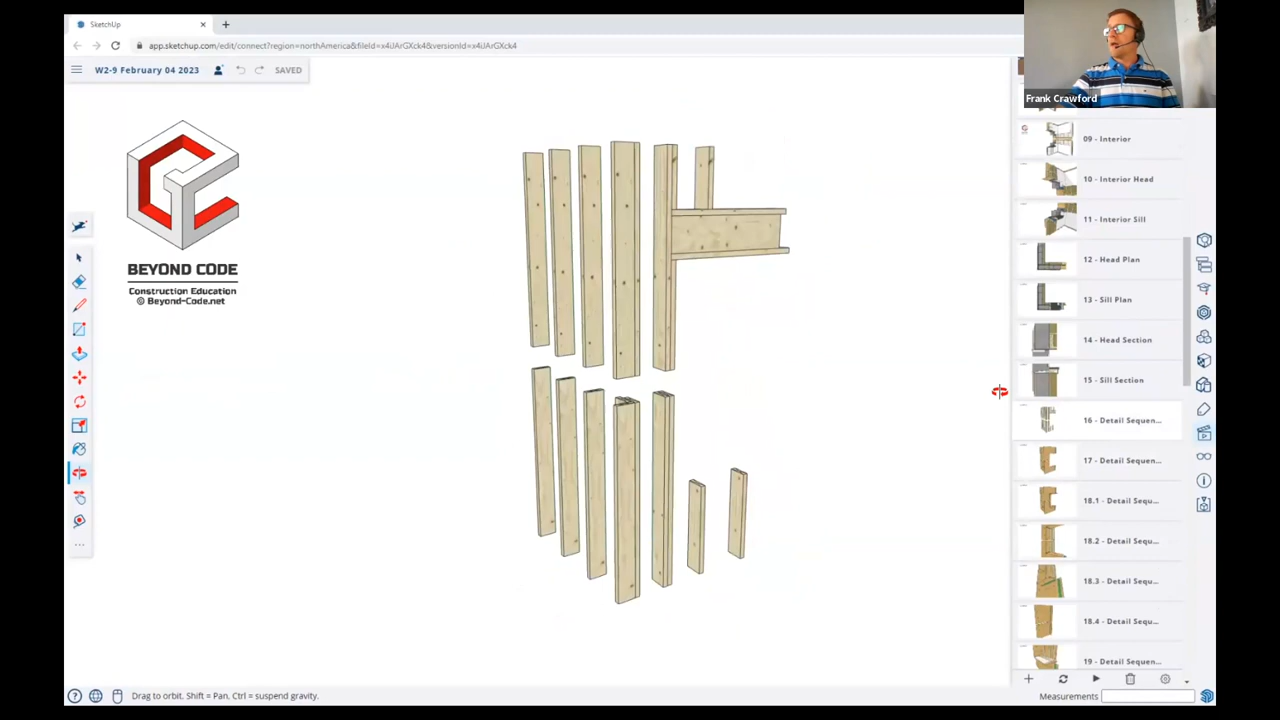 SketchUp
app.sketchup.com/edit/connect?region=northAmerica&fileId=x4iJArGXck4&versionId=x4iJArGXck4
W2-9 February 04 2023
SAVED
BEYOND CODE
Construction Education
© Beyond-Code.net
Frank Crawford
09 - Interior
10 - Interior Head
11 - Interior Sill
12 - Head Plan
13 - Sill Plan
14 - Head Section
15 - Sill Section
16 - Detail Sequen...
17 - Detail Sequen...
18.1 - Detail Sequ...
18.2 - Detail Sequ...
18.3 - Detail Sequ...
18.4 - Detail Sequ...
19 - Detail Sequen...
Drag to orbit. Shift = Pan, Ctrl = suspend gravity.
Measurements